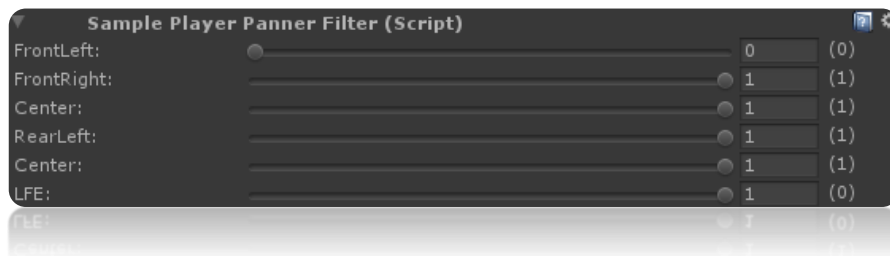 Sample Player Panner Filter (Script)
FrontLeft: 0 (0)
FrontRight: 1 (1)
Center: 1 (1)
RearLeft: 1 (1)
Center: 1 (1)
LFE: 1 (0)